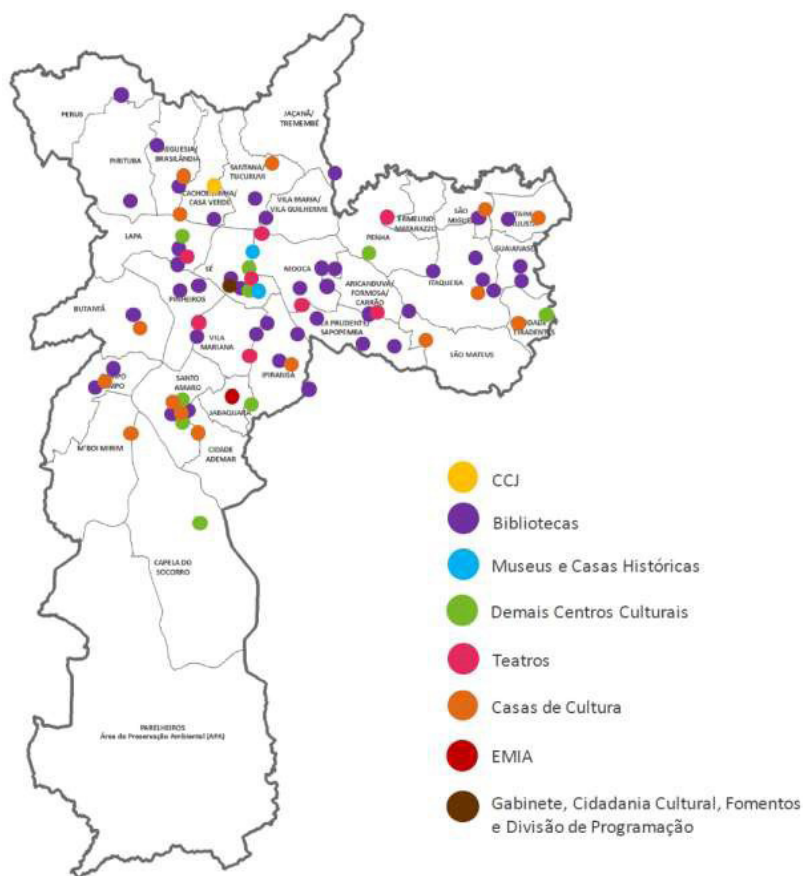 JAÇANÃ/
TREMEMBÉ
PERUS
PIRITUBA
BRASILÂNDIA
SANTANA/
TUCURUVI
CASA VERDE
VILA MARIA/
VILA GUILHERME
ERMELINO
MATARAZZO
SÃO
LAPA
PENHA
GUAIANASES
SÉ
MOOCA
ITAQUERA
ARICANDUVA/
FORMOSA/
CARRÃO
PINHEIROS
BUTANTÃ
SAPOPEMBA
VILA
MARIANA
SÃO MATEUS
IPIRANGA
SANTO
AMARO
JABAQUARA
M'BOI MIRIM
CIDADE
ADEMAR
CAPELA DO
SOCORRO
PARELHEIROS
Área de Preservação Ambiental (APA)
CCJ
Bibliotecas
Museus e Casas Históricas
Demais Centros Culturais
Teatros
Casas de Cultura
EMIA
Gabinete, Cidadania Cultural, Fomentos
e Divisão de Programação